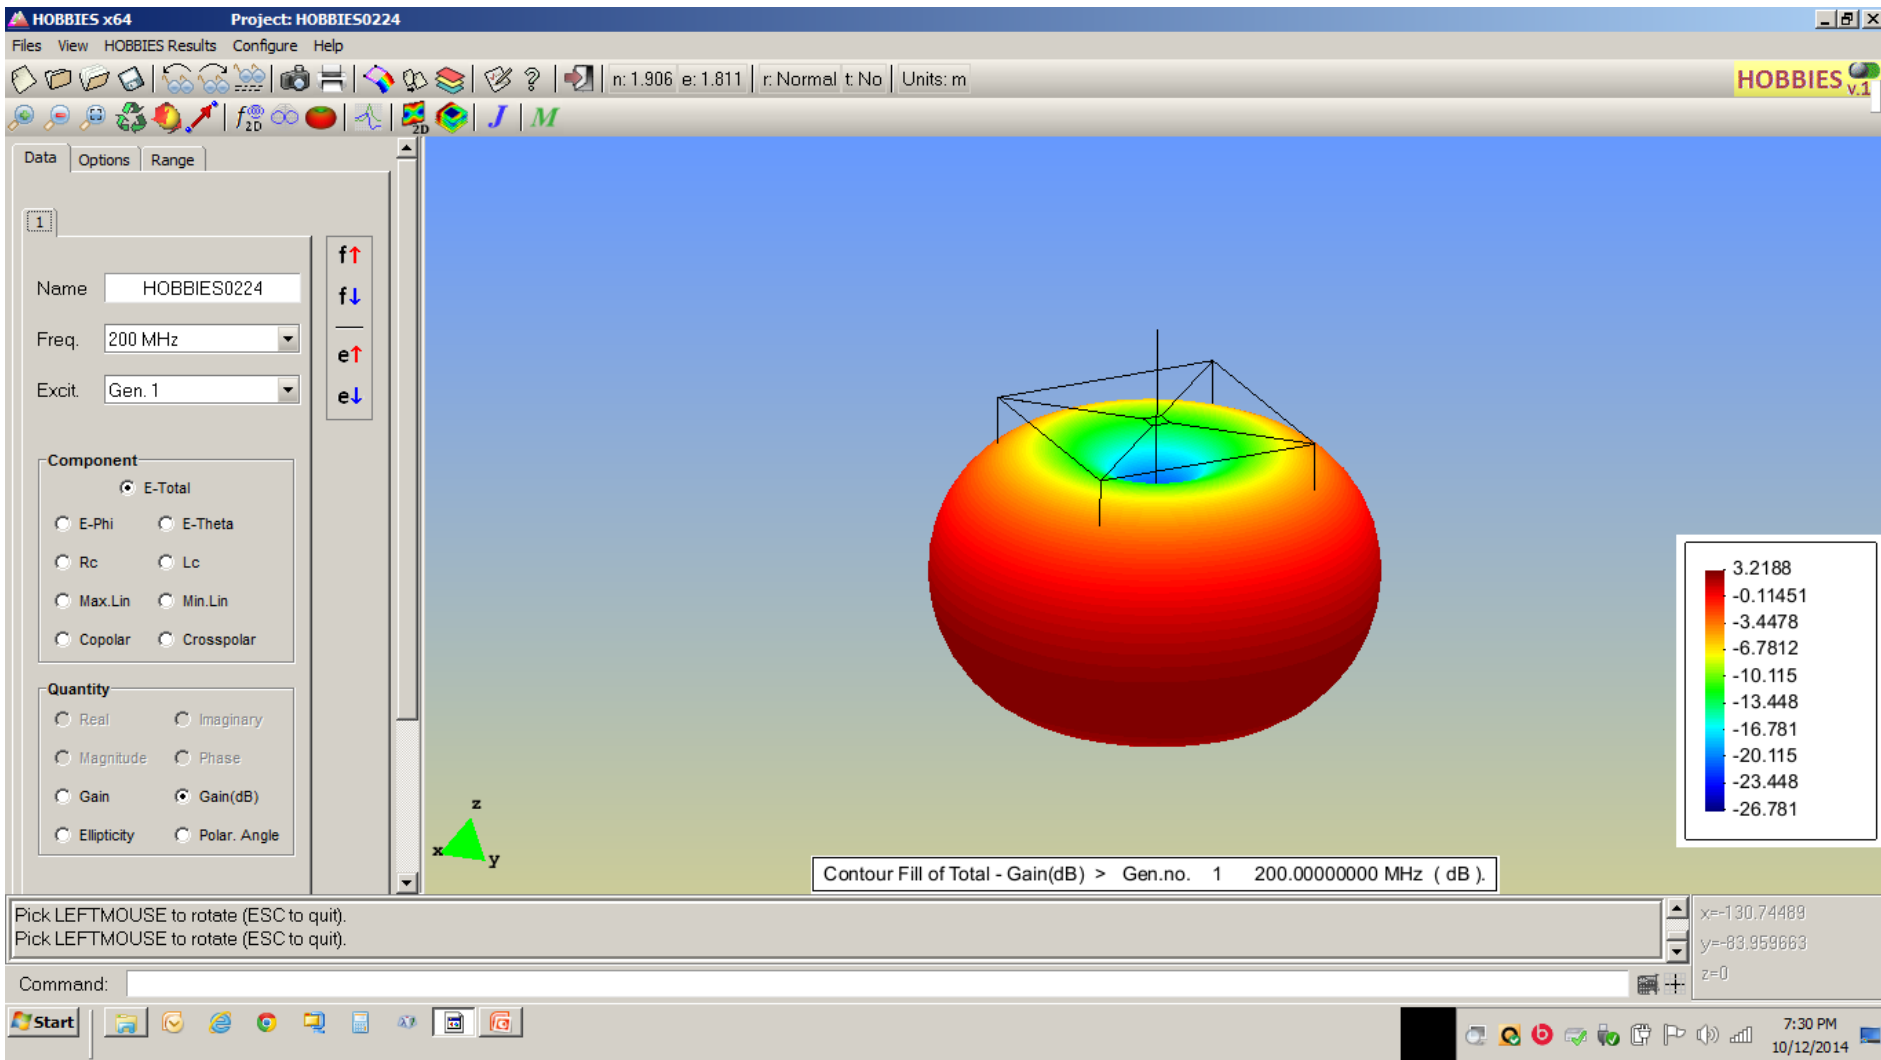 HOBBIES x64 Project: HOBBIES0224
Files View HOBBIES Results Configure Help
n: 1.906 e: 1.811 r: Normal t: No Units: m
HOBBIES v.1
f 2D 2D J M
Data Options Range
1
f↑
Name HOBBIES0224
f↓
Freq. 200 MHz
e↑
Excit. Gen. 1
e↓
Component
E-Total
E-Phi E-Theta
Rc Lc
Max.Lin Min.Lin
Copolar Crosspolar
Quantity
Real Imaginary
Magnitude Phase
Gain Gain(dB)
Ellipticity Polar. Angle
z
x
y
3.2188
-0.11451
-3.4478
-6.7812
-10.115
-13.448
-16.781
-20.115
-23.448
-26.781
Contour Fill of Total - Gain(dB) > Gen.no. 1 200.00000000 MHz ( dB ).
Pick LEFTMOUSE to rotate (ESC to quit).
Pick LEFTMOUSE to rotate (ESC to quit).
x=-130.74489
y=-83.959663
z=0
Command:
Start
7:30 PM
10/12/2014